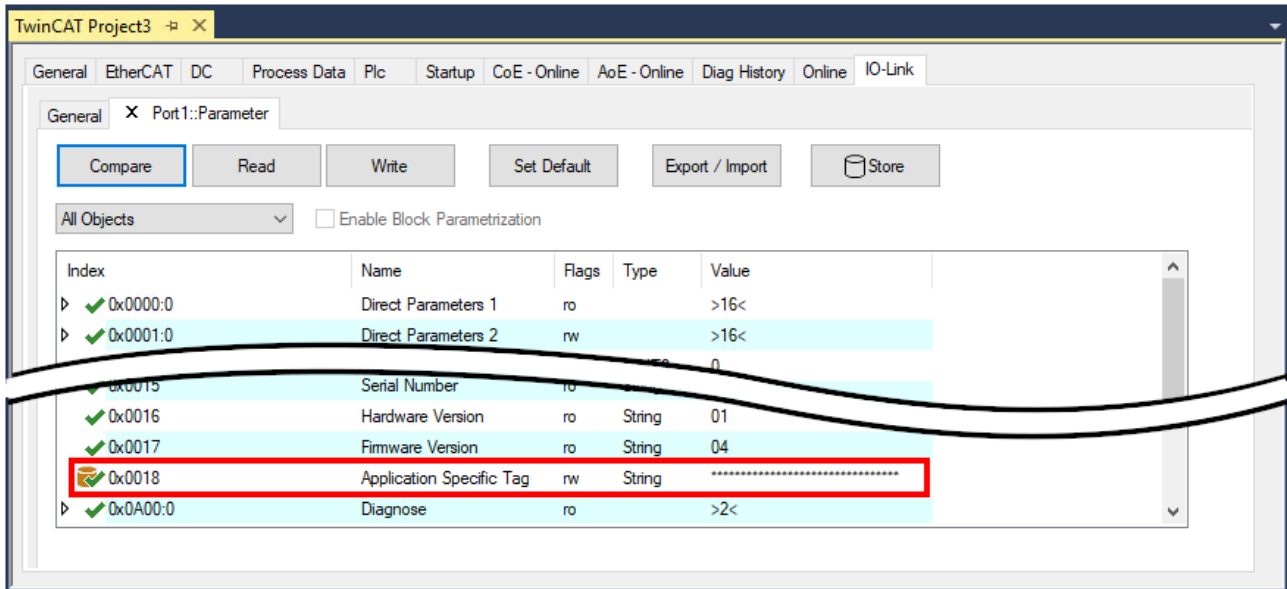 TwinCAT Project3
General EtherCAT DC Process Data Plc Startup CoE - Online AoE - Online Diag History Online IO-Link
General X Port1::Parameter
Compare Read Write Set Default Export / Import Store
All Objects Enable Block Parametrization
Index Name Flags Type Value
0x0000:0 Direct Parameters 1 ro >16<
0x0001:0 Direct Parameters 2 rw >16<
0
0x0015 Serial Number ro
0x0016 Hardware Version ro String 01
0x0017 Firmware Version ro String 04
0x0018 Application Specific Tag rw String ********************************
0x0A00:0 Diagnose ro >2<